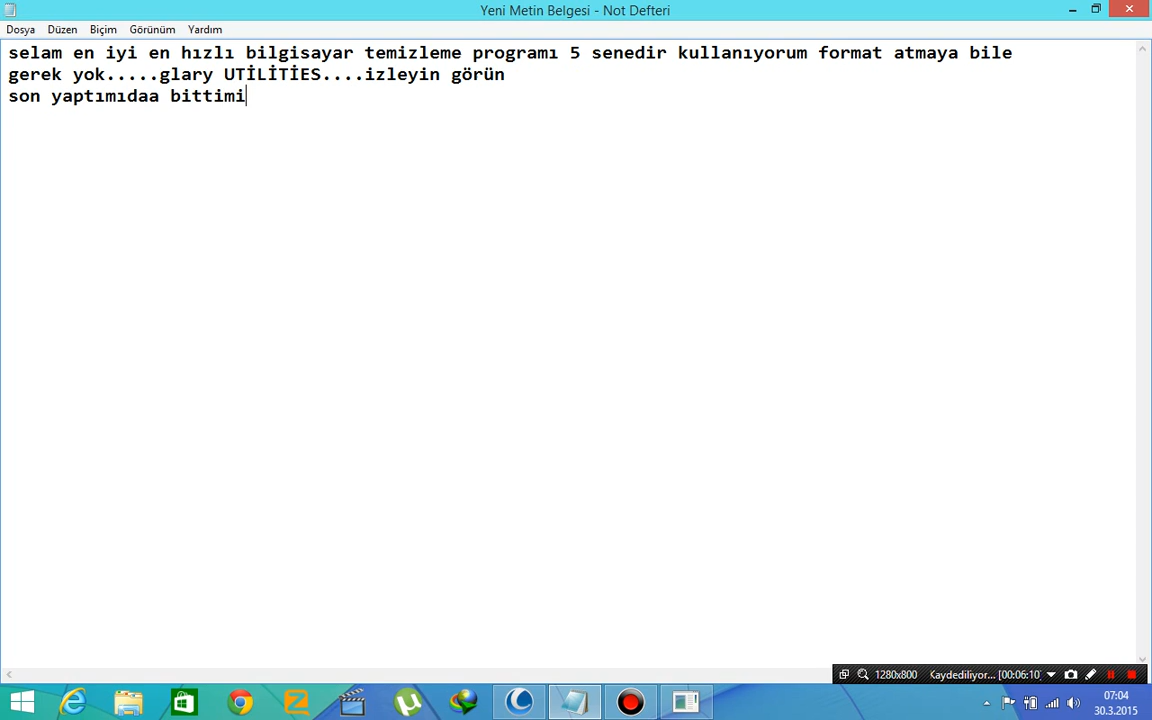 Yeni Metin Belgesi - Not Defteri
Dosya Düzen Biçim Görünüm Yardım
selam en iyi en hızlı bilgisayar temizleme programı 5 senedir kullanıyorum format atmaya bile
gerek yok.....glary UTİLİTİES....izleyin görün
son yaptımıdaa bittimi
1280x800 Kaydediliyor... [00:06:10]
07:04
30.3.2015